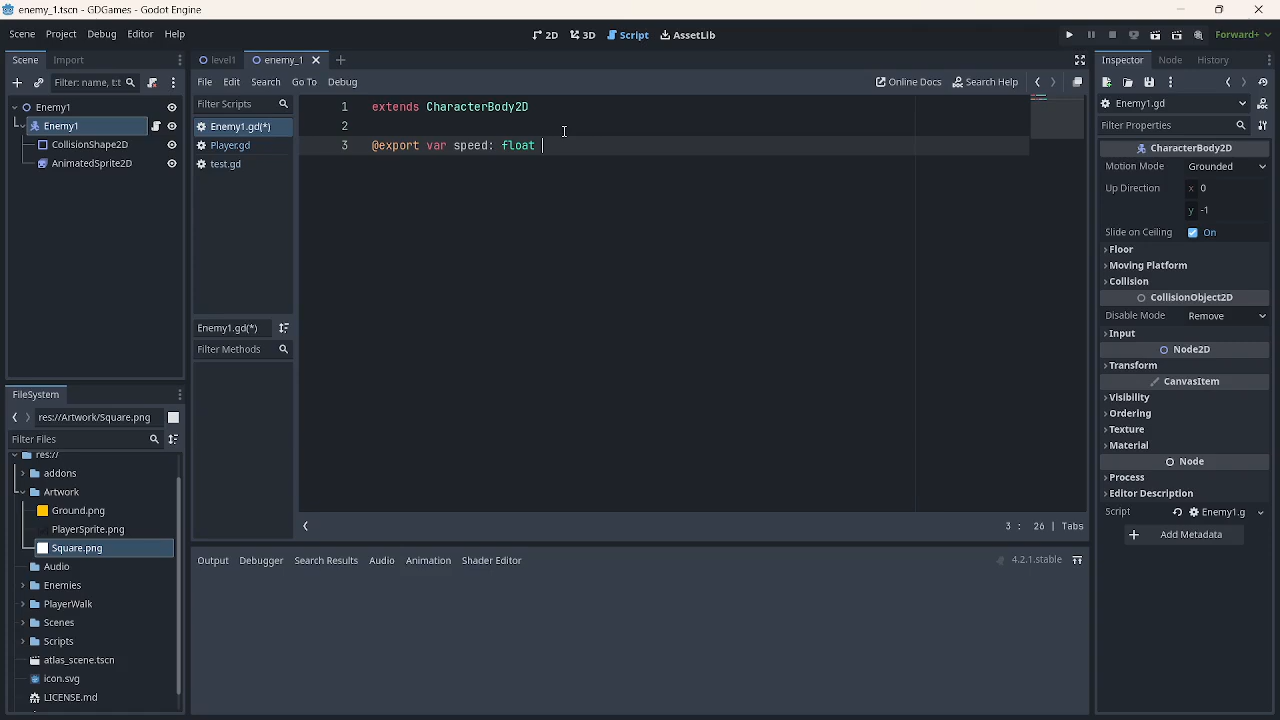 enemy_1.tscn - GDGames - Godot Engine
Scene Project Debug Editor Help
2D 3D Script AssetLib
Forward+
Scene Import
level1 enemy_1
Inspector Node History
Filter: name, t:t
File Edit Search Go To Debug
Online Docs Search Help
Filter Scripts
Enemy1
Enemy1
CollisionShape2D
AnimatedSprite2D
Enemy1.gd(*)
Player.gd
test.gd
Enemy1.gd(*)
Filter Methods
1 extends CharacterBody2D
2
3 @export var speed: float
3 : 26 | Tabs
Enemy1.gd
Filter Properties
CharacterBody2D
Motion Mode Grounded
Up Direction x 0
y -1
Slide on Ceiling On
Floor
Moving Platform
Collision
CollisionObject2D
Disable Mode Remove
Input
Node2D
Transform
CanvasItem
Visibility
Ordering
Texture
Material
Node
Process
Editor Description
Script Enemy1.g
Add Metadata
FileSystem
res://Artwork/Square.png
Filter Files
res://
addons
Artwork
Ground.png
PlayerSprite.png
Square.png
Audio
Enemies
PlayerWalk
Scenes
Scripts
atlas_scene.tscn
icon.svg
LICENSE.md
Output Debugger Search Results Audio Animation Shader Editor
4.2.1.stable